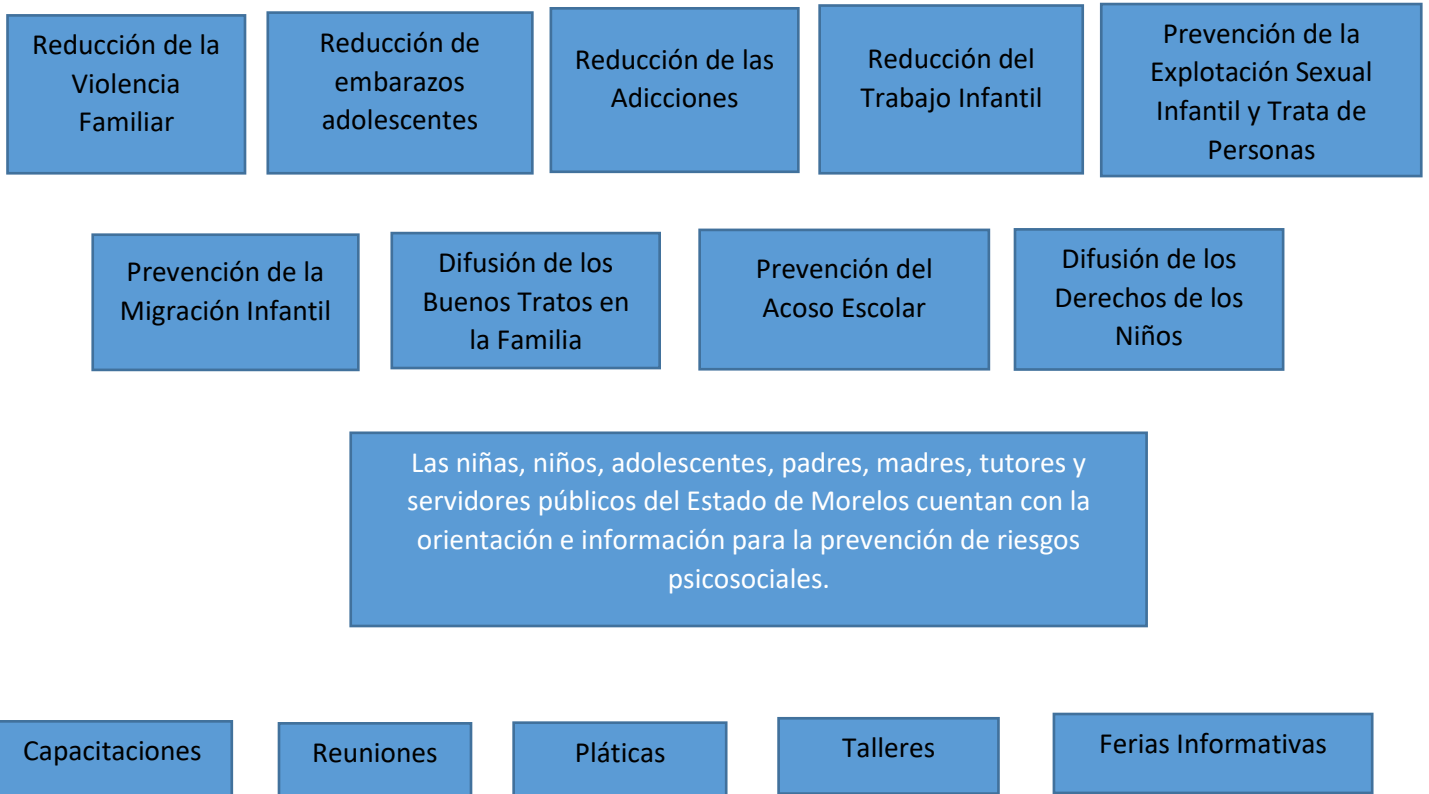 Reducción de la
Violencia
Familiar
Reducción de
embarazos
adolescentes
Reducción de las
Adicciones
Reducción del
Trabajo Infantil
Prevención de la
Explotación Sexual
Infantil y Trata de
Personas
Prevención de la
Migración Infantil
Difusión de los
Buenos Tratos en
la Familia
Prevención del
Acoso Escolar
Difusión de los
Derechos de los
Niños
Las niñas, niños, adolescentes, padres, madres, tutores y
servidores públicos del Estado de Morelos cuentan con la
orientación e información para la prevención de riesgos
psicosociales.
Capacitaciones
Reuniones
Pláticas
Talleres
Ferias Informativas